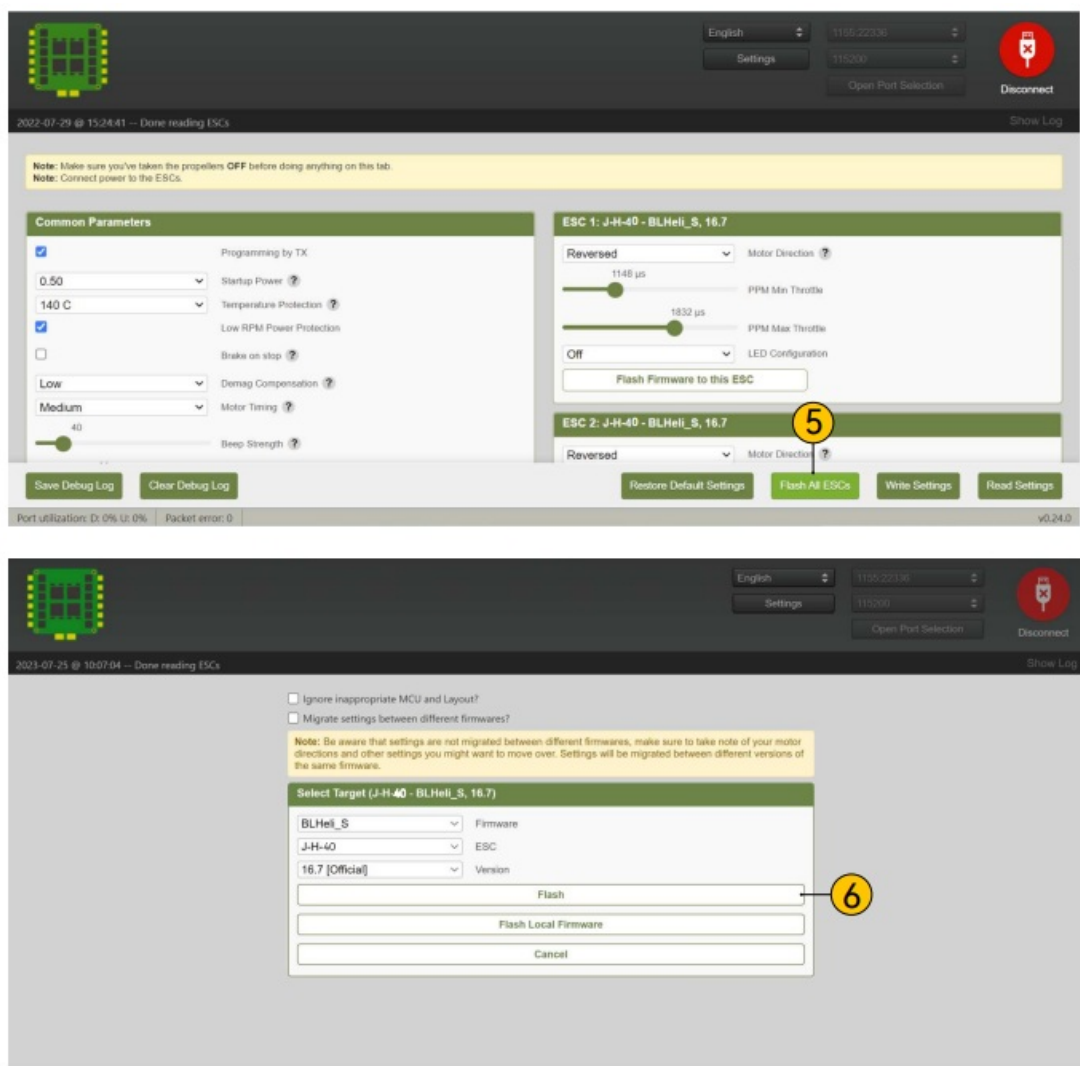 English
1155:22336
Settings
115200
Open Port Selection
Disconnect
2022-07-29 @ 15:24:41 -- Done reading ESCs
Show Log
Note: Make sure you've taken the propellers OFF before doing anything on this tab.
Note: Connect power to the ESCs.
Common Parameters
Programming by TX
0.50 Startup Power ?
140 C Temperature Protection ?
Low RPM Power Protection
Brake on stop ?
Low Demag Compensation ?
Medium Motor Timing ?
40
Beep Strength ?
ESC 1: J-H-40 - BLHeli_S, 16.7
Reversed Motor Direction ?
1148 µs
PPM Min Throttle
1832 µs
PPM Max Throttle
Off LED Configuration
Flash Firmware to this ESC
ESC 2: J-H-40 - BLHeli_S, 16.7
5
Reversed Motor Direction ?
Save Debug Log Clear Debug Log Restore Default Settings Flash All ESCs Write Settings Read Settings
Port utilization: D: 0% U: 0% Packet error: 0 v0.24.0
English
1155:22336
Settings
115200
Open Port Selection
Disconnect
2023-07-25 @ 10:07:04 -- Done reading ESCs
Show Log
Ignore inappropriate MCU and Layout?
Migrate settings between different firmwares?
Note: Be aware that settings are not migrated between different firmwares, make sure to take note of your motor
directions and other settings you might want to move over. Settings will be migrated between different versions of
the same firmware.
Select Target (J-H-40 - BLHeli_S, 16.7)
BLHeli_S Firmware
J-H-40 ESC
16.7 [Official] Version
Flash
6
Flash Local Firmware
Cancel